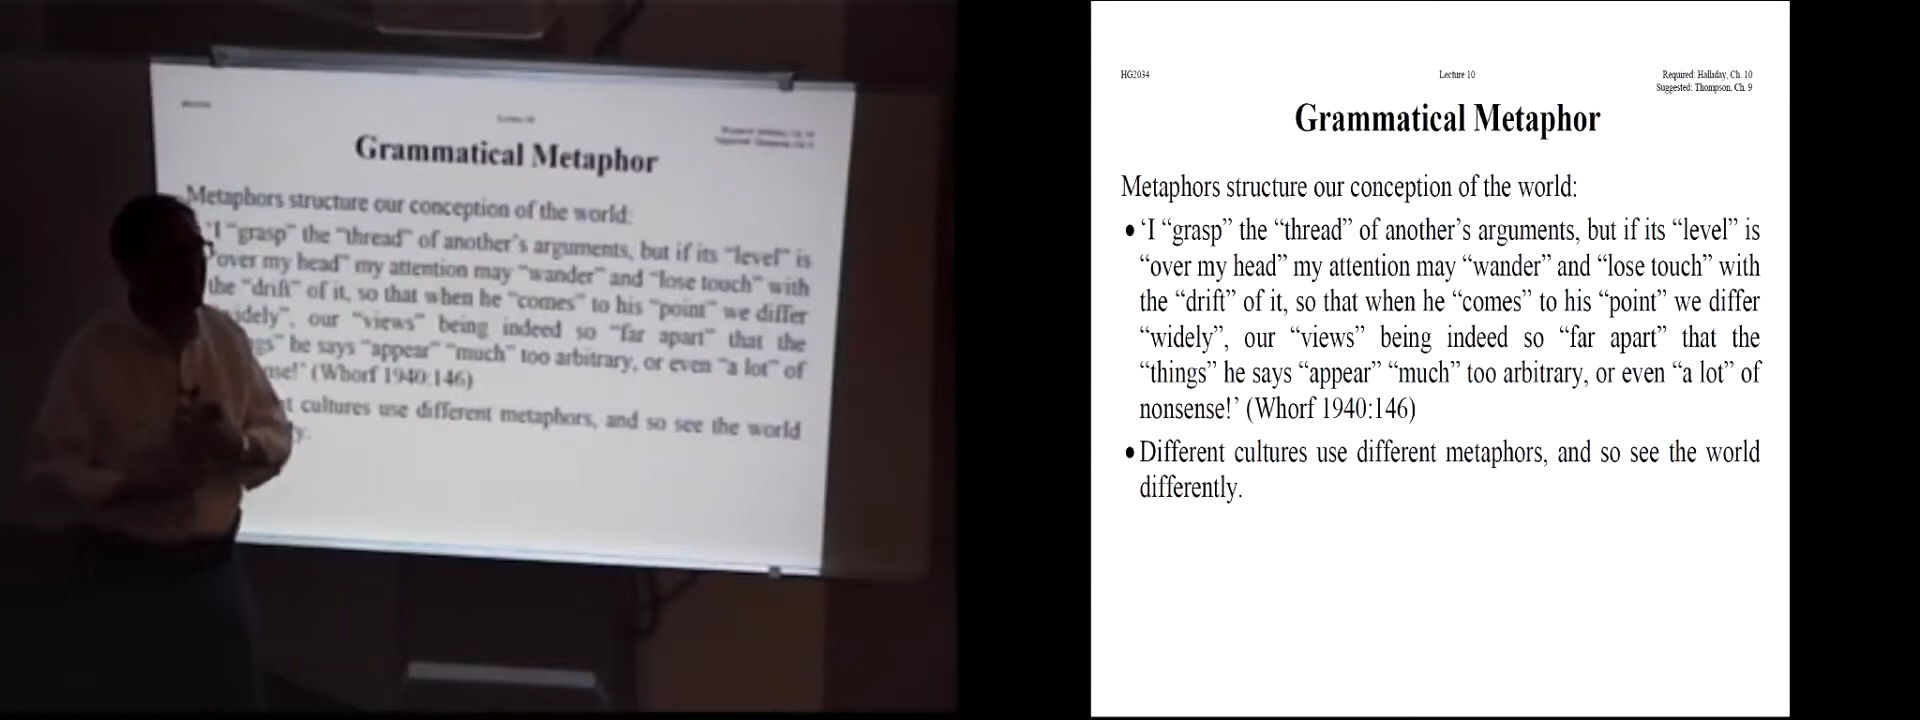 Grammatical Metaphor
Metaphors structure our conception of the world:
'I "grasp" the "thread" of another's arguments, but if its "level" is
"over my head" my attention may "wander" and "lose touch" with
the "drift" of it, so that when he "comes" to his "point" we differ
idely", our "views" being indeed so "far apart" that the
gs" he says "appear" "much" too arbitrary, or even "a lot" of
nse!' (Whorf 1940:146)
t cultures use different metaphors, and so see the world
y.
HG2034 Lecture 10 Required: Halliday, Ch. 10
Suggested: Thompson, Ch. 9
Grammatical Metaphor
Metaphors structure our conception of the world:
• ‘I “grasp” the “thread” of another’s arguments, but if its “level” is
“over my head” my attention may “wander” and “lose touch” with
the “drift” of it, so that when he “comes” to his “point” we differ
“widely”, our “views” being indeed so “far apart” that the
“things” he says “appear” “much” too arbitrary, or even “a lot” of
nonsense!’ (Whorf 1940:146)
• Different cultures use different metaphors, and so see the world
differently.